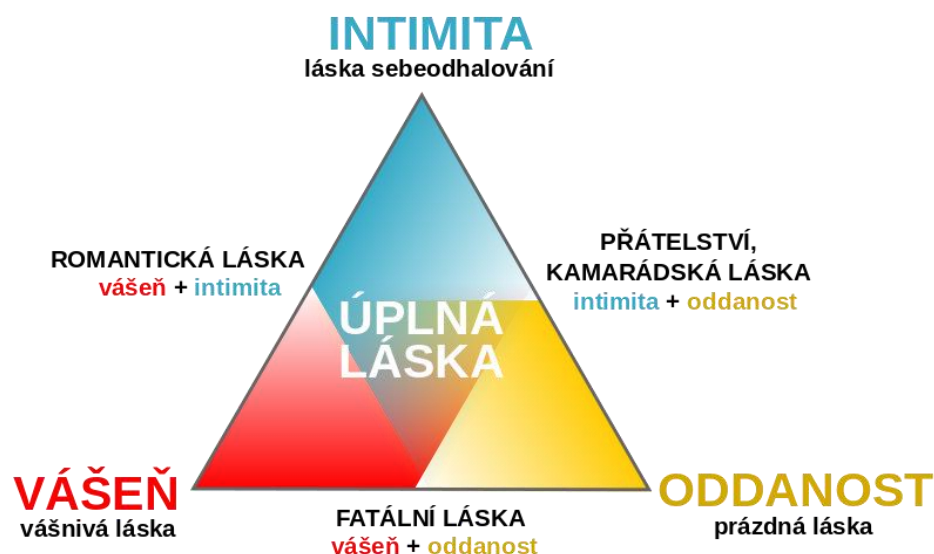 INTIMITA
láska sebeodhalování
ROMANTICKÁ LÁSKA
vášeň + intimita
PŘÁTELSTVÍ,
KAMARÁDSKÁ LÁSKA
intimita + oddanost
ÚPLNÁ
LÁSKA
VÁŠEŇ
vášnivá láska
FATÁLNÍ LÁSKA
vášeň + oddanost
ODDANOST
prázdná láska